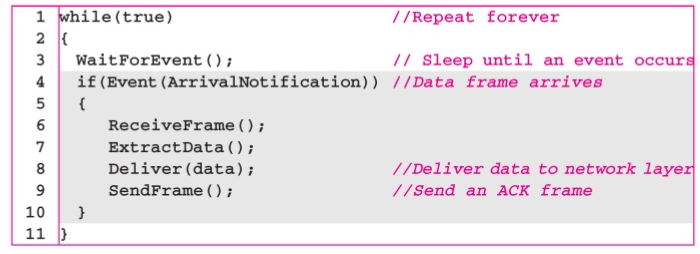 1 while(true) //Repeat forever
2 {
3 WaitForEvent(); // Sleep until an event occurs
4 if(Event(ArrivalNotification)) //Data frame arrives
5 {
6 ReceiveFrame();
7 ExtractData();
8 Deliver(data); //Deliver data to network layer
9 SendFrame(); //Send an ACK frame
10 }
11 }